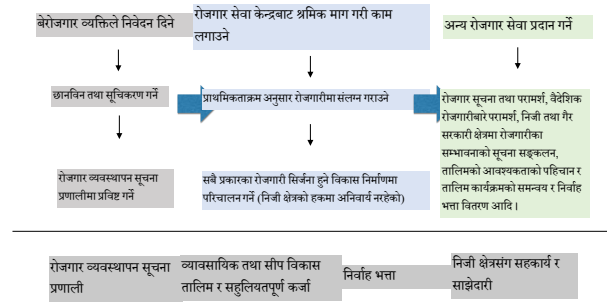 बेरोजगार व्यक्तिले निवेदन दिने
रोजगार सेवा केन्द्रबाट श्रमिक माग गरी काम
लगाउने
अन्य रोजगार सेवा प्रदान गर्ने
छानविन तथा सूचिकरण गर्ने
प्राथमिकताक्रम अनुसार रोजगारीमा संलग्न गराउने
रोजगार सूचना तथा परामर्श, वैदेशिक
रोजगारीबारे परामर्श, निजी तथा गैर
सरकारी क्षेत्रमा रोजगारीका
सम्भावनाको सूचना सङ्कलन,
तालिमको आवश्यकताको पहिचान र
तालिम कार्यक्रमको समन्वय र निर्वाह
भत्ता वितरण आदि ।
रोजगार व्यवस्थापन सूचना
प्रणालीमा प्रविष्ट गर्ने
सबै प्रकारका रोजगारी सिर्जना हुने विकास निर्माणमा
परिचालन गर्ने (निजी क्षेत्रको हकमा अनिवार्य नरहेको)
रोजगार व्यवस्थापन सूचना
प्रणाली
व्यावसायिक तथा सीप विकास
तालिम र सहुलियतपूर्ण कर्जा
निर्वाह भत्ता
निजी क्षेत्रसंग सहकार्य र
साझेदारी